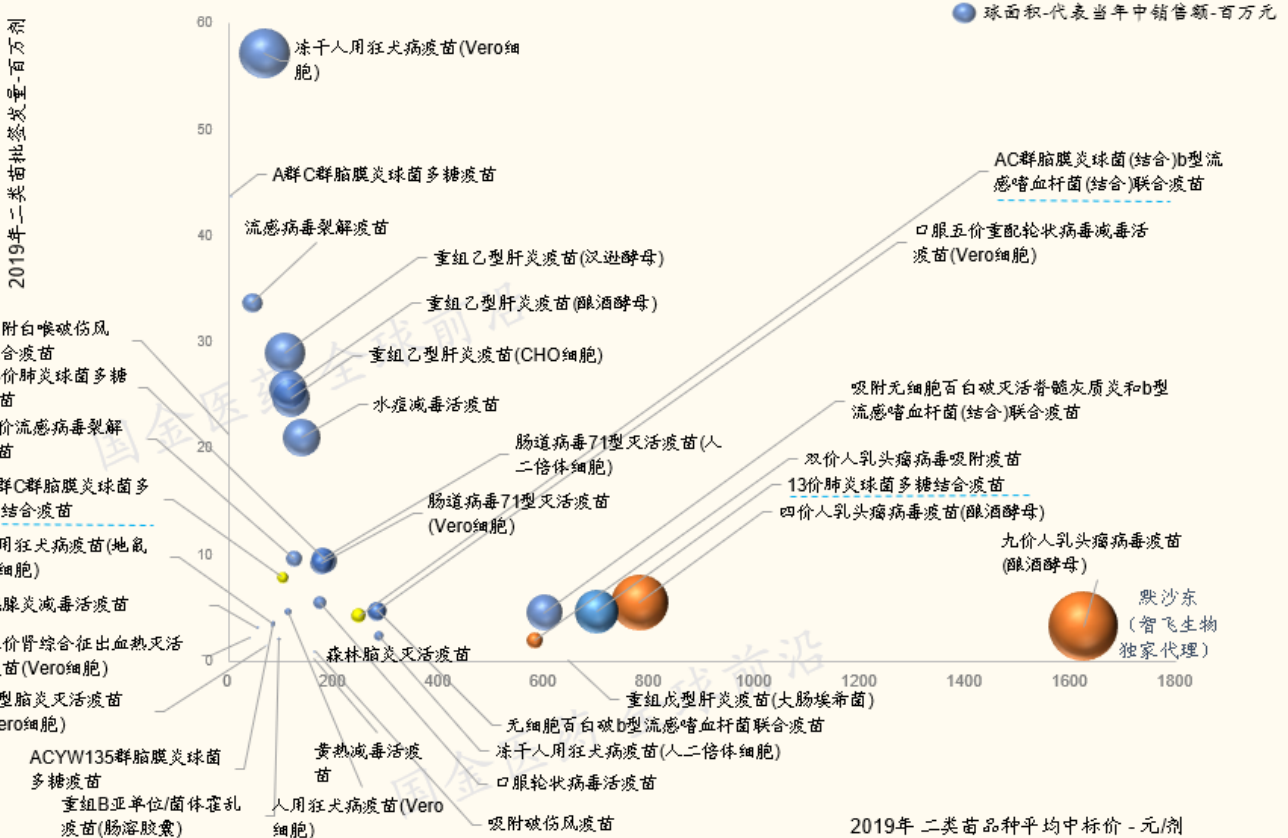 球面积-代表当年中销售额-百万元
2019年二类苗批签发量-百万剂
60
50
40
30
20
10
0
冻干人用狂犬病疫苗(Vero细
胞)
A群C群脑膜炎球菌多糖疫苗
流感病毒裂解疫苗
重组乙型肝炎疫苗(汉逊酵母)
重组乙型肝炎疫苗(酿酒酵母)
重组乙型肝炎疫苗(CHO细胞)
水痘减毒活疫苗
肠道病毒71型灭活疫苗(人
二倍体细胞)
肠道病毒71型灭活疫苗
(Vero细胞)
AC群脑膜炎球菌(结合)b型流
感嗜血杆菌(结合)联合疫苗
口服五价重配轮状病毒减毒活
疫苗(Vero细胞)
吸附无细胞百白破灭活脊髓灰质炎和b型
流感嗜血杆菌(结合)联合疫苗
双价人乳头瘤病毒吸附疫苗
13价肺炎球菌多糖结合疫苗
四价人乳头瘤病毒疫苗(酿酒酵母)
九价人乳头瘤病毒疫苗
(酿酒酵母)
默沙东
(智飞生物
独家代理)
附白喉破伤风
合疫苗
价肺炎球菌多糖
苗
价流感病毒裂解
苗
群C群脑膜炎球菌多
结合疫苗
用狂犬病疫苗(地鼠
细胞)
腺炎减毒活疫苗
价肾综合征出血热灭活
苗(Vero细胞)
型脑炎灭活疫苗
ero细胞)
ACYW135群脑膜炎球菌
多糖疫苗
重组B亚单位/菌体霍乱
疫苗(肠溶胶囊)
人用狂犬病疫苗(Vero
细胞)
黄热减毒活疫
苗
森林脑炎灭活疫苗
0
200
400
600
800
1000
1200
1400
1600
1800
重组戊型肝炎疫苗(大肠埃希菌)
无细胞百白破b型流感嗜血杆菌联合疫苗
冻干人用狂犬病疫苗(人二倍体细胞)
口服轮状病毒活疫苗
吸附破伤风疫苗
2019年 二类苗品种平均中标价 - 元/剂
国金医药 全球前沿
国金医药 全球前沿